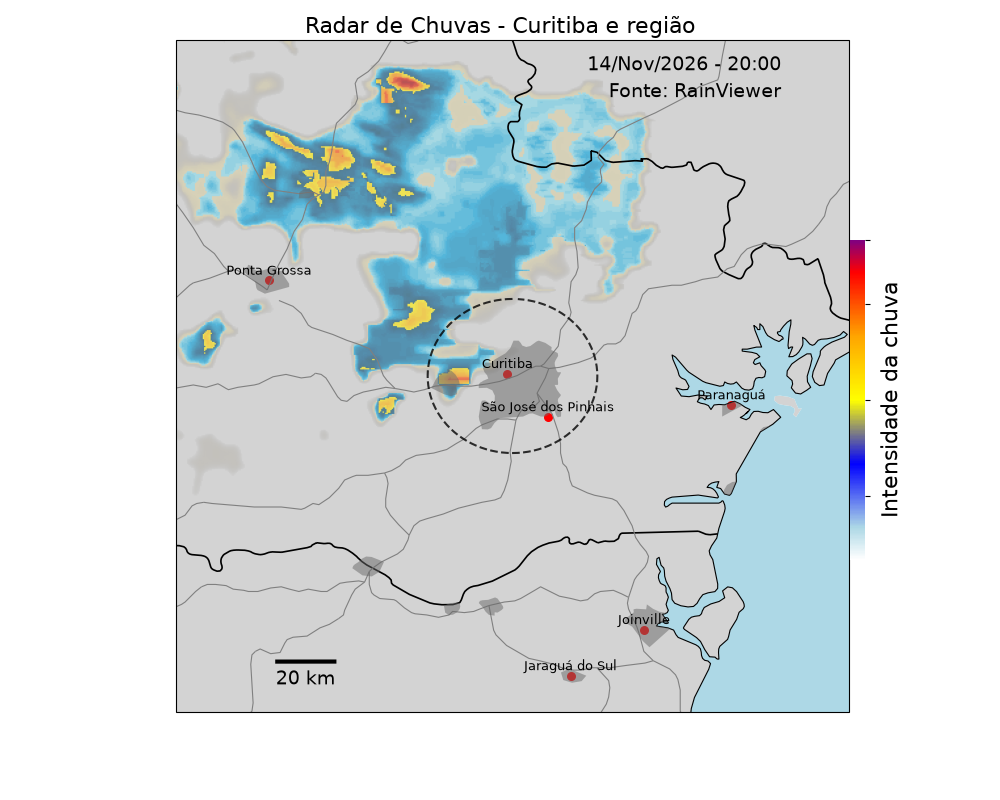 Radar de Chuvas - Curitiba e região
14/Nov/2026 - 20:00
Fonte: RainViewer
Ponta Grossa
Curitiba
São José dos Pinhais
Paranaguá
Intensidade da chuva
Joinville
Jaraguá do Sul
20 km